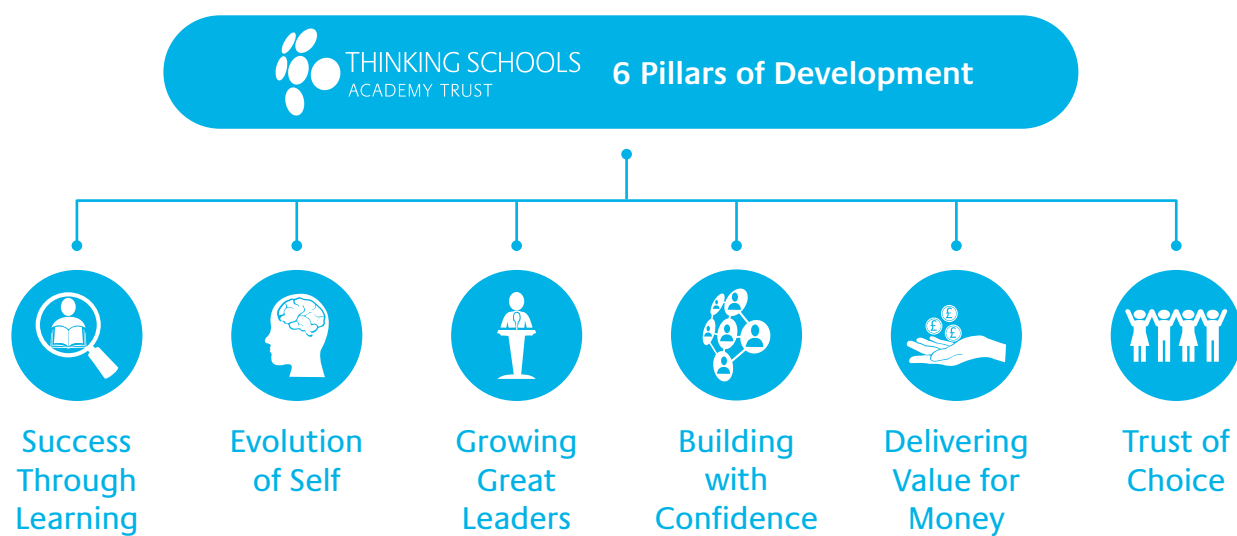 THINKING SCHOOLS
ACADEMY TRUST
6 Pillars of Development
Success
Through
Learning
Evolution
of Self
Growing
Great
Leaders
Building
with
Confidence
£
£
£
Delivering
Value for
Money
Trust of
Choice